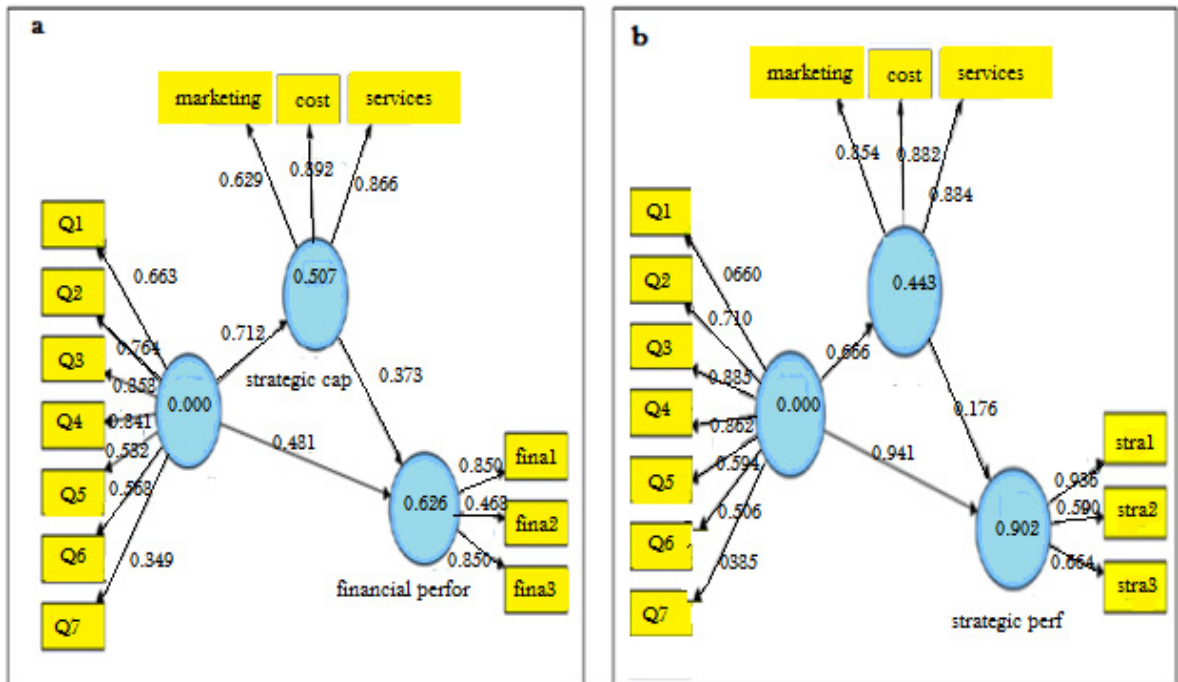 a
marketing
cost
services
0.629
0.892
0.866
Q1
Q2
Q3
Q4
Q5
Q6
Q7
0.663
0.764
0.858
0.841
0.582
0.568
0.349
0.000
0.712
0.507
strategic cap
0.373
0.481
0.626
financial perfor
0.850
0.468
0.850
fina1
fina2
fina3
b
marketing
cost
services
0.854
0.882
0.884
Q1
Q2
Q3
Q4
Q5
Q6
Q7
0660
0.710
0.885
0.862
0.594
0.506
0385
0.000
0.666
0.443
0.176
0.941
0.902
strategic perf
0.936
0.590
0.664
stra1
stra2
stra3